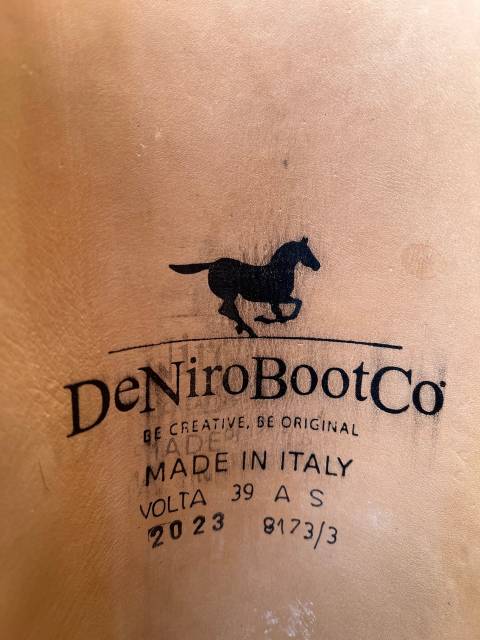 DeNiroBootCo
BE CREATIVE, BE ORIGINAL
MADE IN ITALY
VOLTA 39 A S
2023 8173/3